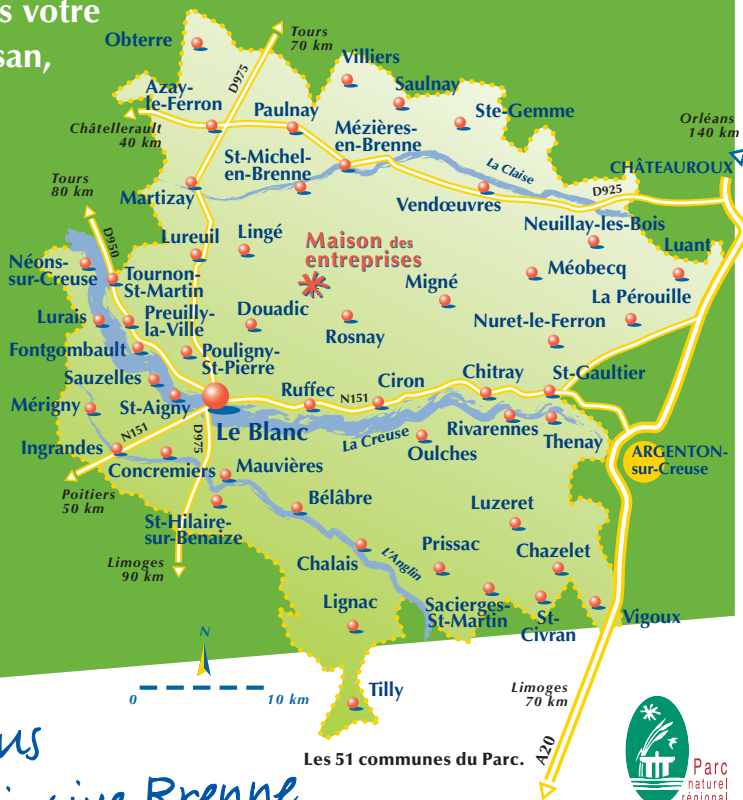 s votre
san,
Obterre
Tours
70 km
D975
Villiers
Saulnay
Azay-
le-Ferron
Paulnay
Ste-Gemme
Mézières-
en-Brenne
Orléans
140 km
Châtellerault
40 km
St-Michel-
en-Brenne
La Claise
CHÂTEAUROUX
Tours
80 km
Martizay
Vendœuvres
D925
D950
Lureuil
Lingé
Neuillay-les-Bois
Luant
Maison des
entreprises
Néons-
sur-Creuse
Tournon-
St-Martin
Migné
Méobecq
La Pérouille
Lurais
Preuilly-
la-Ville
Douadic
Rosnay
Nuret-le-Ferron
Fontgombault
Pouligny-
St-Pierre
Sauzelles
Ruffec
N151
Ciron
Chitray
St-Gaultier
Mérigny
St-Aigny
Le Blanc
La Creuse
Rivarennes
Thenay
Oulches
Ingrandes
N151
D975
ARGENTON-
sur-Creuse
Concremiers
Mauvières
Poitiers
50 km
Bélâbre
Luzeret
St-Hilaire-
sur-Benaize
Prissac
Chazelet
Limoges
90 km
Chalais
L'Anglin
Lignac
Sacierges-
St-Martin
St-
Civran
Vigoux
N
0 10 km
Tilly
Limoges
70 km
Les 51 communes du Parc.
A20
Parc
naturel
régional
us
Brenne